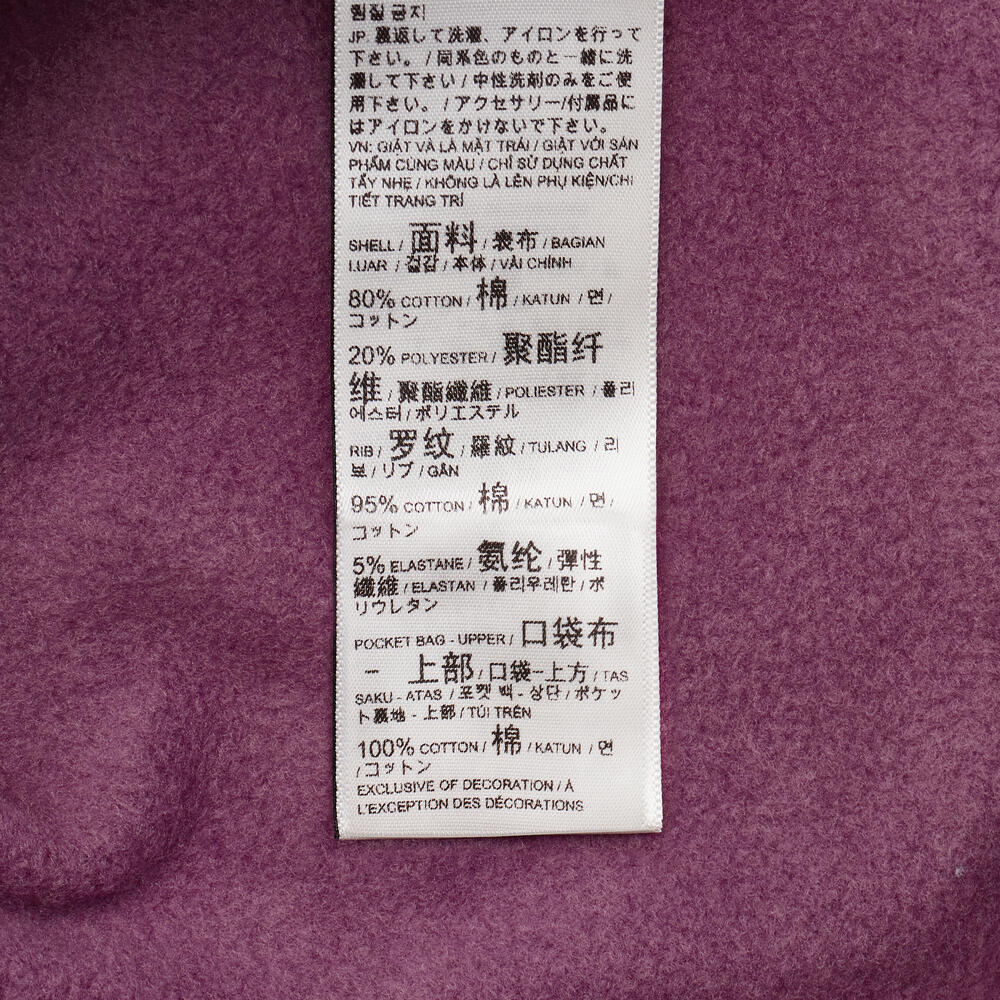 금지
JP: 裏返して洗濯、アイロンを行って
下さい。/同系色のものと一緒に洗
濯して下さい/中性洗剤のみをご使
用下さい。/アクセサリー/付属品に
はアイロンをかけないで下さい。
VN: GIẶT VÀ LÀ MẶT TRÁI / GIẶT VỚI SẢN
PHẨM CÙNG MÀU / CHỈ SỬ DỤNG CHẤT
TẨY NHẸ / KHÔNG LÀ LÊN PHỤ KIỆN/CHI
TIẾT TRANG TRÍ
SHELL / 面料 / 表布 / BAGIAN
LUAR / 겉감 / 本体 / VẢI CHÍNH
80% COTTON / 棉 / KATUN / 면 /
コットン
20% POLYESTER / 聚酯纤
维 / 聚酯纖維 / POLIESTER / 폴리
에스터 / ポリエステル
RIB / 罗纹 / 羅紋 / TULANG / 리
브 / リブ / GÂN
95% COTTON / 棉 / KATUN / 면 /
コットン
5% ELASTANE / 氨纶 / 彈性
纖維 / ELASTAN / 폴리우레탄 / ポ
リウレタン
POCKET BAG - UPPER / 口袋布
- 上部 / 口袋-上方 / TAS
SAKU - ATAS / 포켓 백 - 상단 / ポケッ
ト裏地 - 上部 / TÚI TRÊN
100% COTTON / 棉 / KATUN / 면
/ コットン
EXCLUSIVE OF DECORATION / À
L'EXCEPTION DES DÉCORATIONS